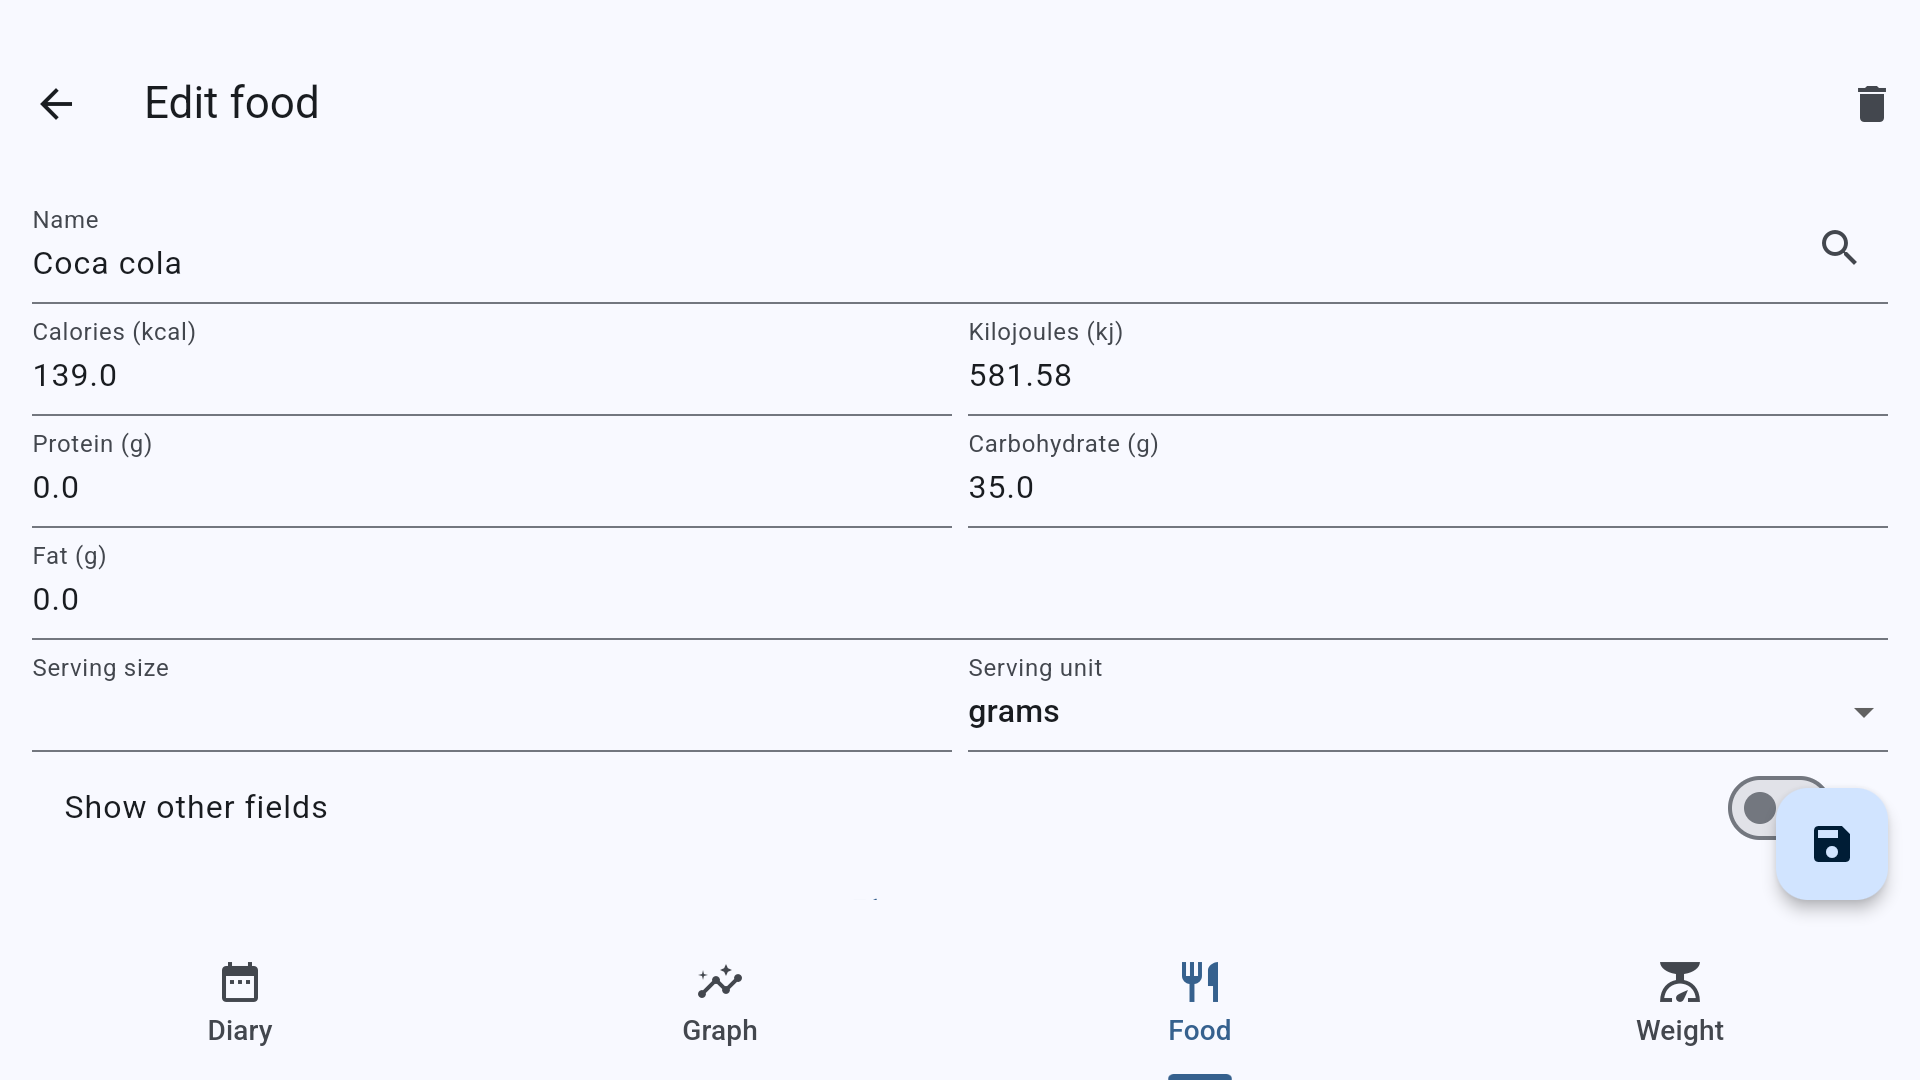 Edit food
Name
Coca cola
Calories (kcal)
139.0
Kilojoules (kj)
581.58
Protein (g)
0.0
Carbohydrate (g)
35.0
Fat (g)
0.0
Serving size
Serving unit
grams
Show other fields
Diary
Graph
Food
Weight